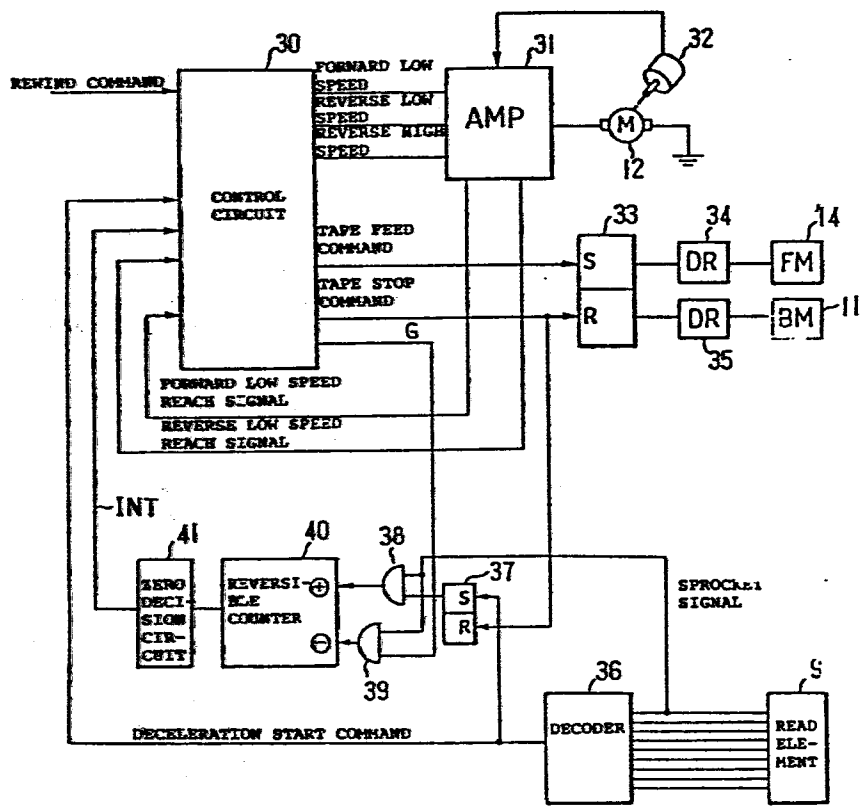 30
31
32
REWIND COMMAND
FORWARD LOW
SPEED
REVERSE LOW
SPEED
REVERSE HIGH
SPEED
AMP
M
12
CONTROL
CIRCUIT
33
34
14
TAPE FEED
COMMAND
S
DR
FM
TAPE STOP
COMMAND
R
DR
BM
11
35
G
FORWARD LOW SPEED
REACH SIGNAL
REVERSE LOW SPEED
REACH SIGNAL
INT
41
40
38
37
ZERO
DECI-
SION
CIR-
CUIT
REVERSI-
BLE
COUNTER
+
−
S
R
39
SPROCKET
SIGNAL
36
9
DECELERATION START COMMAND
DECODER
READ
ELE-
MENT